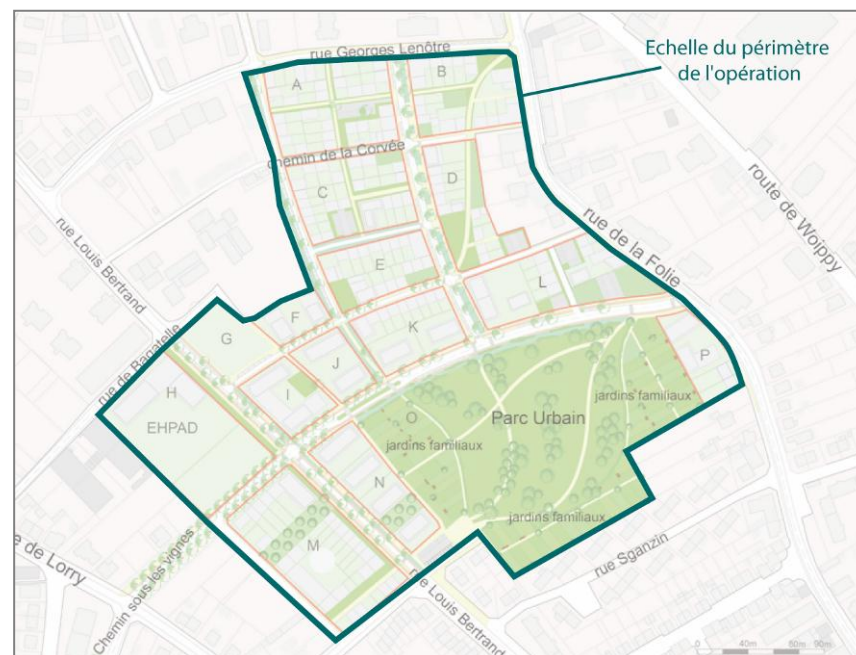 rue Georges Lenôtre
Echelle du périmètre
de l'opération
A
B
chemin de la Corvée
route de Woippy
C
D
rue Louis Bertrand
rue de la Folie
E
L
F
G
K
rue de Bagatelle
J
P
H
I
EHPAD
O
Parc Urbain
jardins familiaux
jardins familiaux
N
jardins familiaux
M
e de Lorry
Chemin sous les vignes
rue Sganzin
rue Louis Bertrand
0 40m 60m 90m